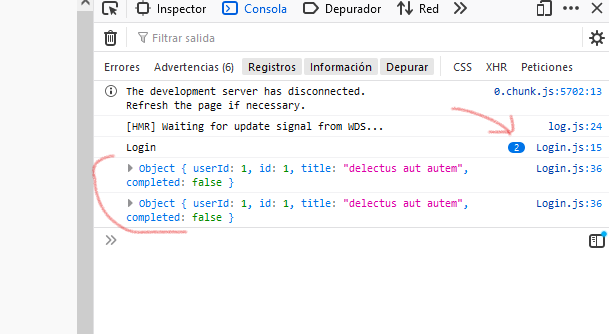 Inspector Consola Depurador Red
Filtrar salida
Errores Advertencias (6) Registros Información Depurar CSS XHR Peticiones
The development server has disconnected. 0.chunk.js:5702:13
Refresh the page if necessary.
[HMR] Waiting for update signal from WDS... log.js:24
Login 2 Login.js:15
Object { userId: 1, id: 1, title: "delectus aut autem", Login.js:36
completed: false }
Object { userId: 1, id: 1, title: "delectus aut autem", Login.js:36
completed: false }